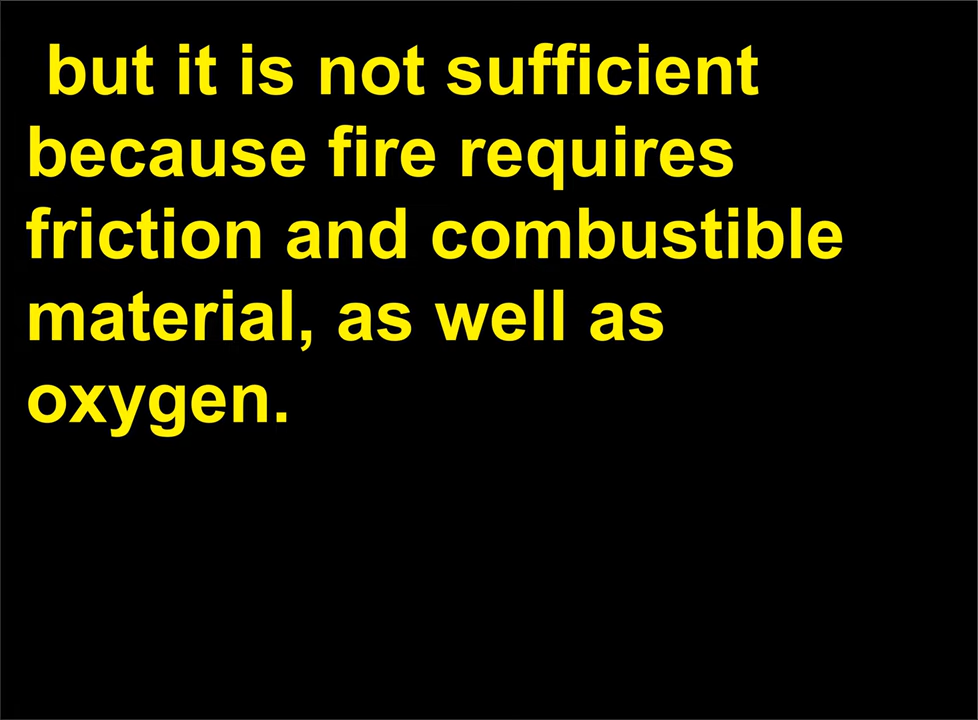 but it is not sufficient
because fire requires
friction and combustible
material, as well as
oxygen.